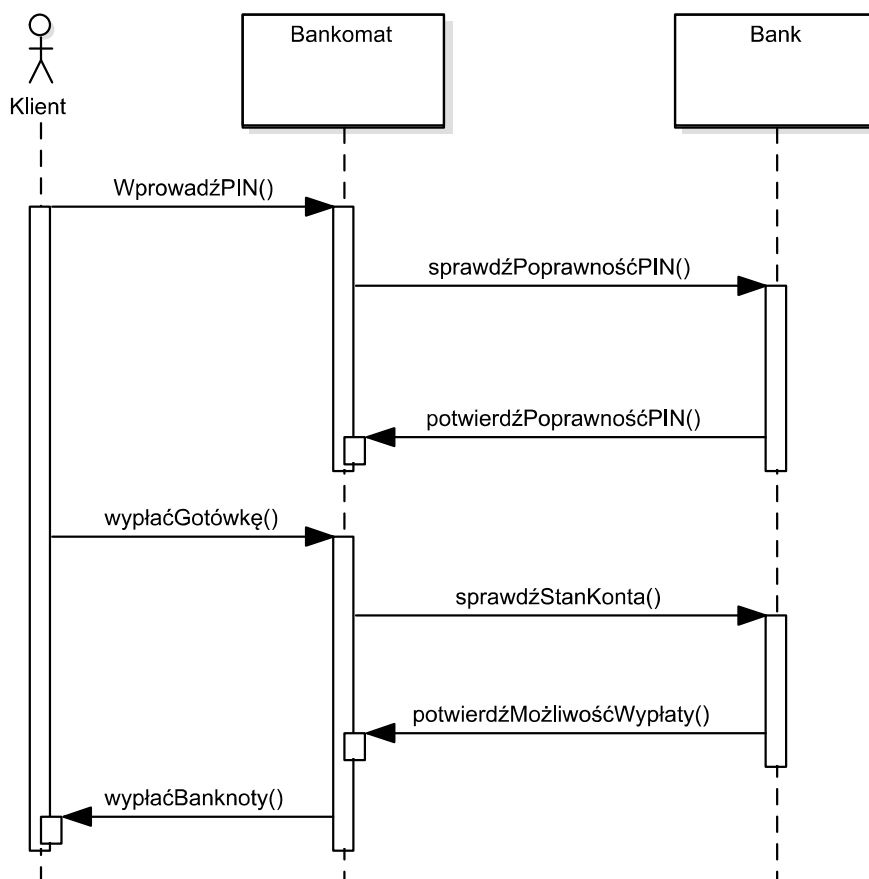 Bankomat
Bank
Klient
WprowadźPIN()
sprawdźPoprawnośćPIN()
potwierdźPoprawnośćPIN()
wypłaćGotówkę()
sprawdźStanKonta()
potwierdźMożliwośćWypłaty()
wypłaćBanknoty()